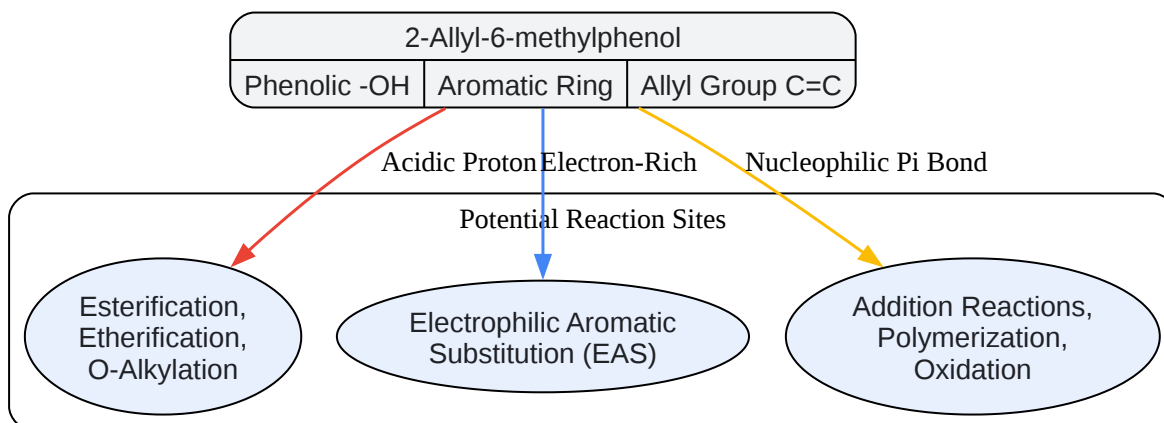 2-Allyl-6-methylphenol
Phenolic -OH
Aromatic Ring
Allyl Group C=C
Acidic Proton
Electron-Rich
Nucleophilic Pi Bond
Potential Reaction Sites
Esterification,
Etherification,
O-Alkylation
Electrophilic Aromatic
Substitution (EAS)
Addition Reactions,
Polymerization,
Oxidation